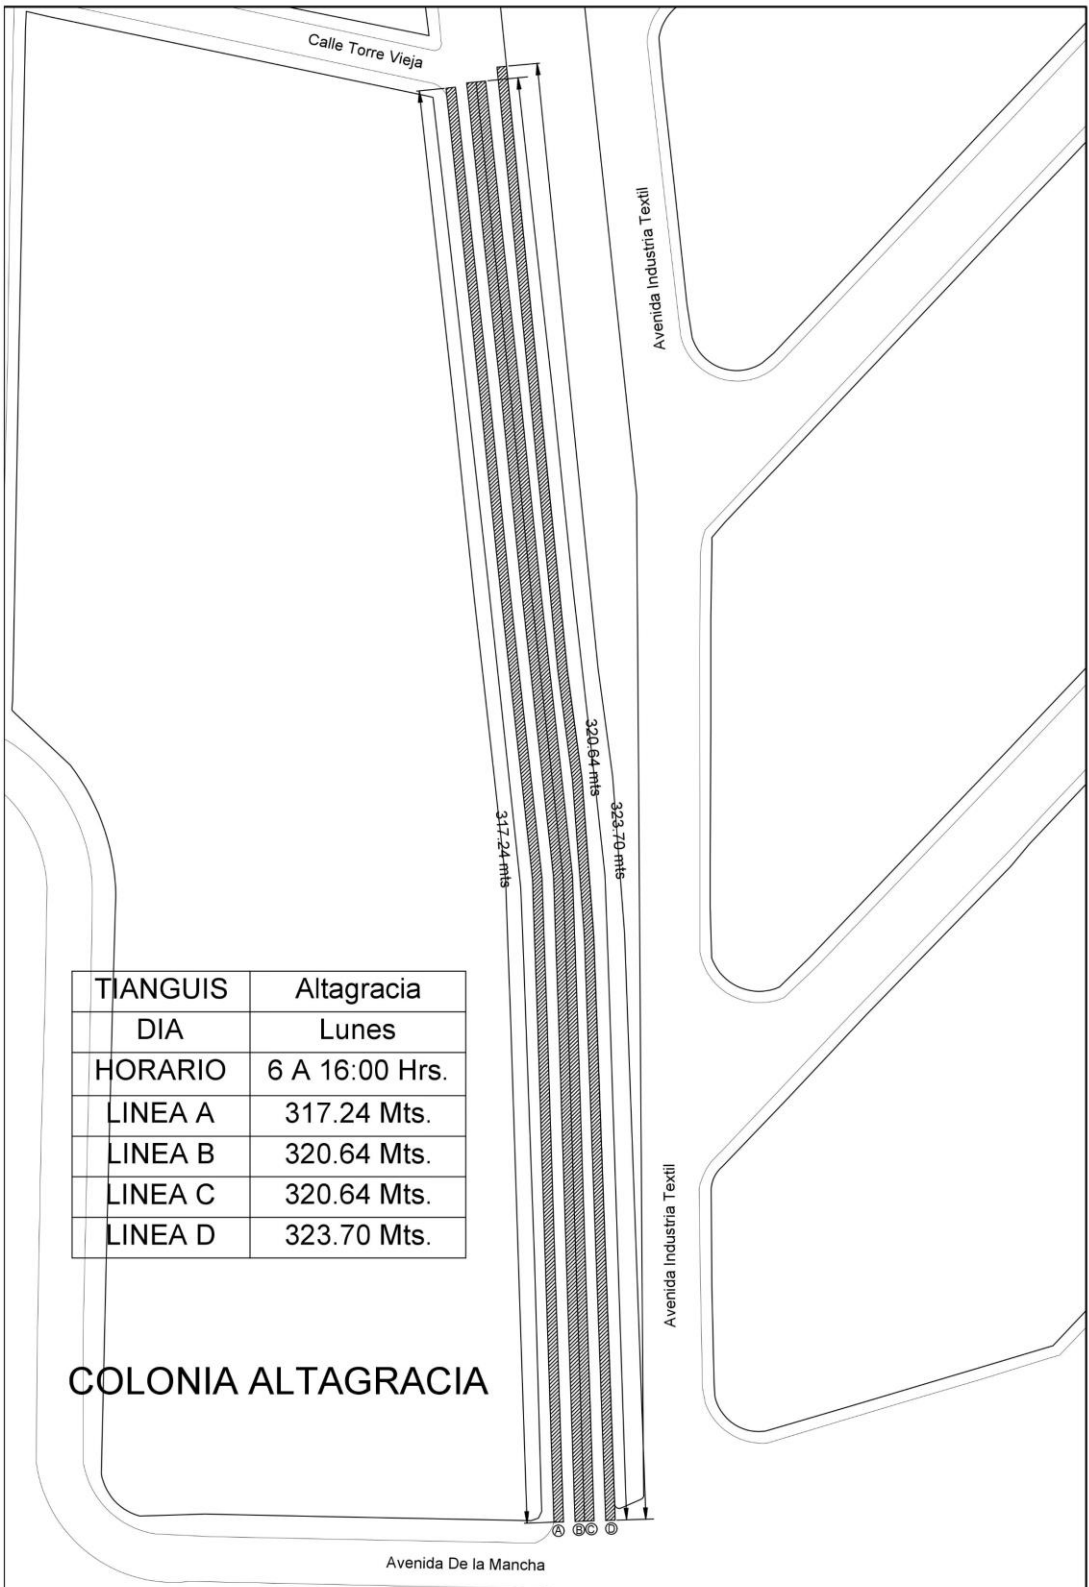 Calle Torre Vieja
Avenida Industria Textil
320.64 mts
323.70 mts
317.24 mts
TIANGUIS Altagracia
DIA Lunes
HORARIO 6 A 16:00 Hrs.
LINEA A 317.24 Mts.
LINEA B 320.64 Mts.
LINEA C 320.64 Mts.
LINEA D 323.70 Mts.
Avenida Industria Textil
COLONIA ALTAGRACIA
A B C D
Avenida De la Mancha